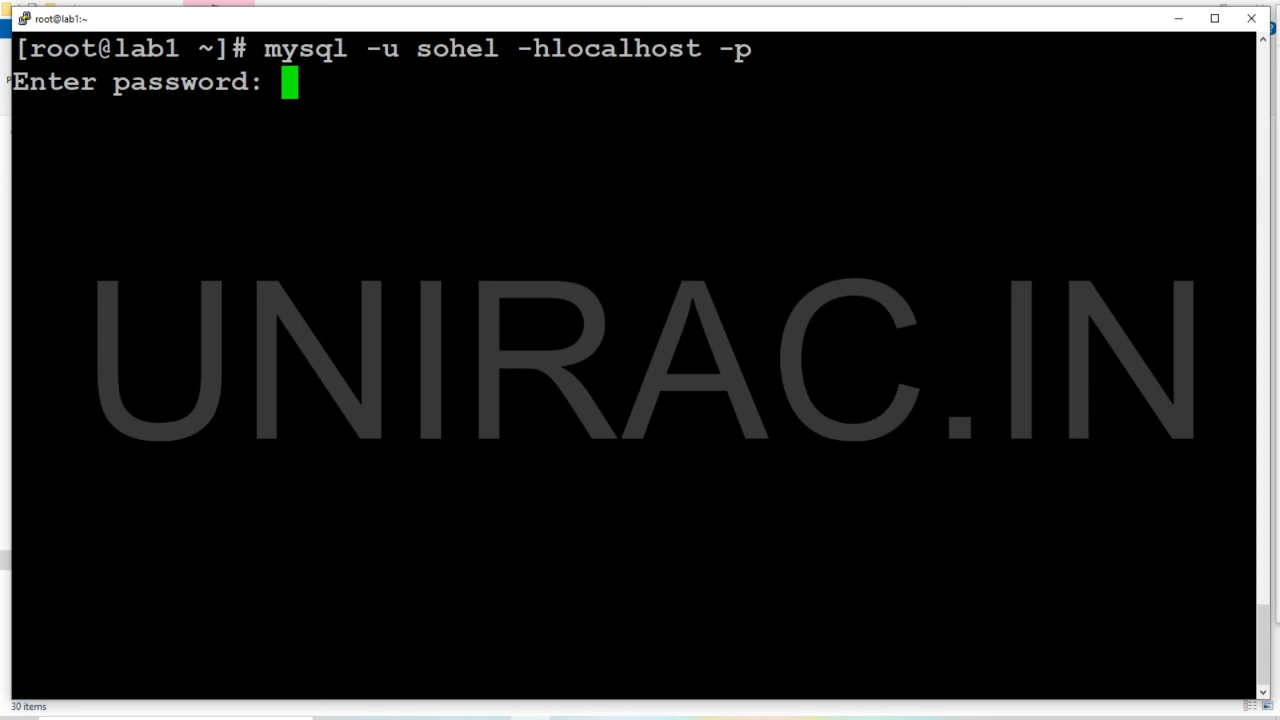 root@lab1:~
[root@lab1 ~]# mysql -u sohel -hlocalhost -p
Enter password:
UNIRAC.IN
30 items